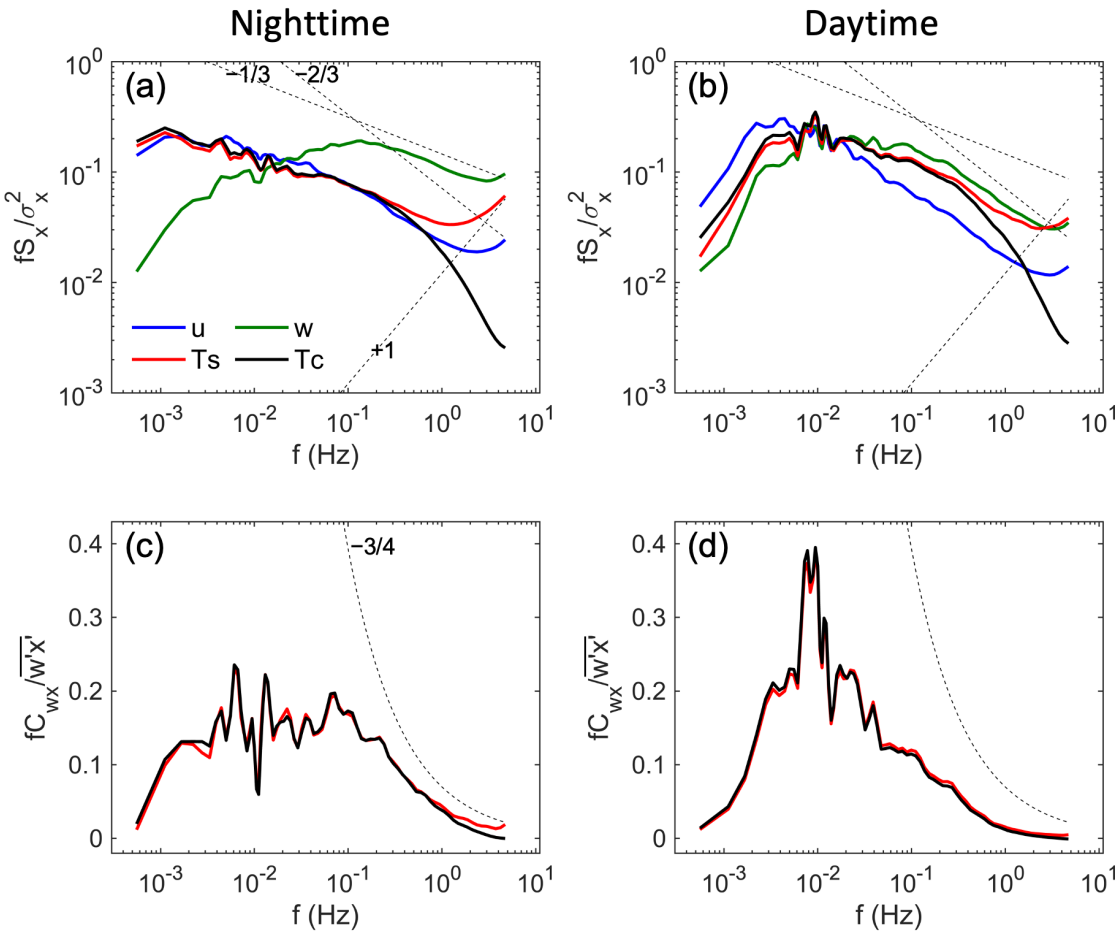 Nighttime
Daytime
(a)
−1/3
−2/3
+1
10^0
10^-1
10^-2
10^-3
fS_x/σ_x^2
u
w
Ts
Tc
10^-3
10^-2
10^-1
10^0
10^1
f (Hz)
(b)
10^0
10^-1
10^-2
10^-3
fS_x/σ_x^2
10^-3
10^-2
10^-1
10^0
10^1
f (Hz)
(c)
−3/4
0.4
0.3
0.2
0.1
0
fC_wx/w'x'
10^-3
10^-2
10^-1
10^0
10^1
f (Hz)
(d)
0.4
0.3
0.2
0.1
0
fC_wx/w'x'
10^-3
10^-2
10^-1
10^0
10^1
f (Hz)